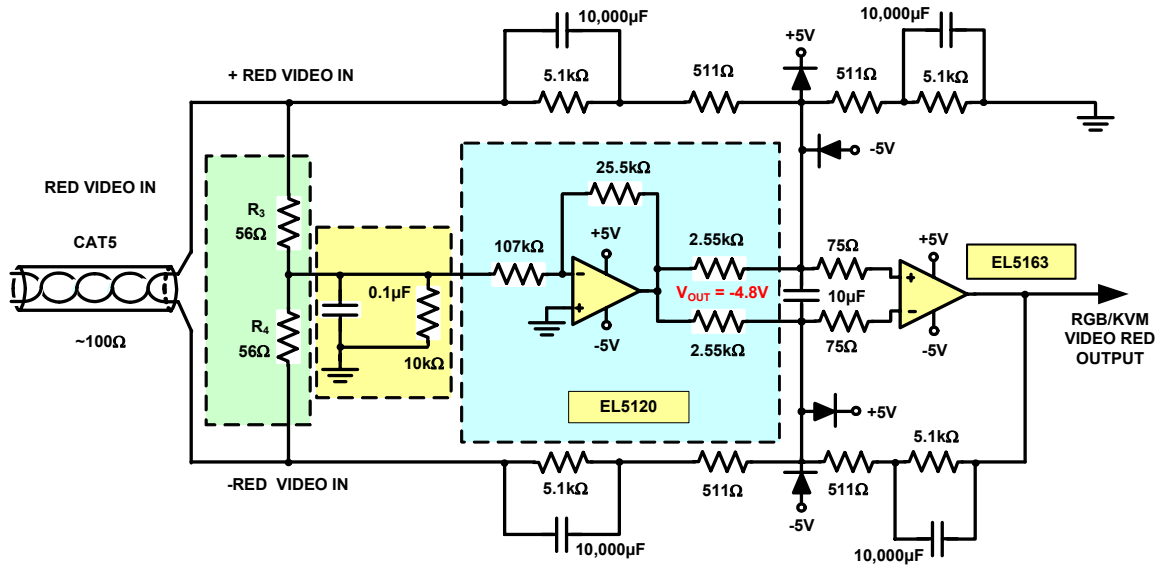 10,000µF
10,000µF
+5V
5.1kΩ
511Ω
511Ω
5.1kΩ
+ RED VIDEO IN
-5V
RED VIDEO IN
25.5kΩ
R3
56Ω
CAT5
107kΩ
+5V
2.55kΩ
75Ω
+5V
EL5163
0.1µF
-
+
VOUT = -4.8V
10µF
+
-
R4
56Ω
-5V
2.55kΩ
75Ω
-5V
RGB/KVM
VIDEO RED
OUTPUT
~100Ω
10kΩ
EL5120
+5V
5.1kΩ
-RED VIDEO IN
5.1kΩ
511Ω
511Ω
-5V
10,000µF
10,000µF